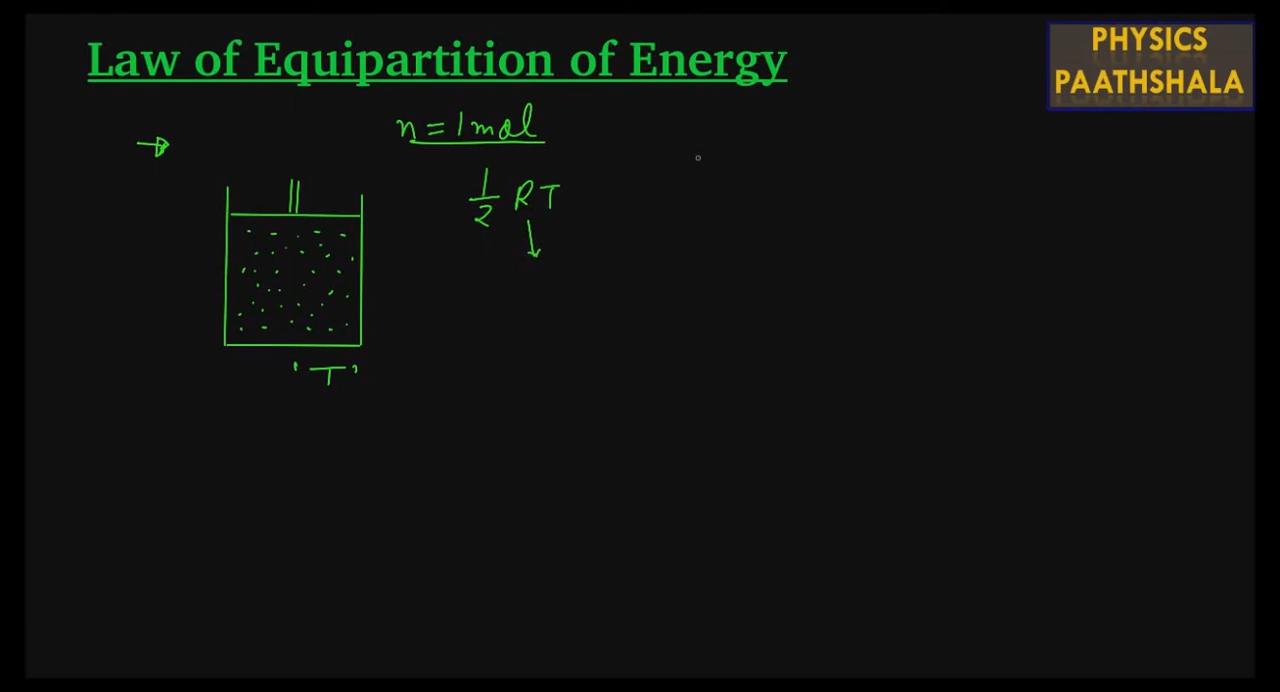 Law of Equipartition of Energy
PHYSICS
PAATHSHALA
n = 1 mol
1/2 RT
'T'